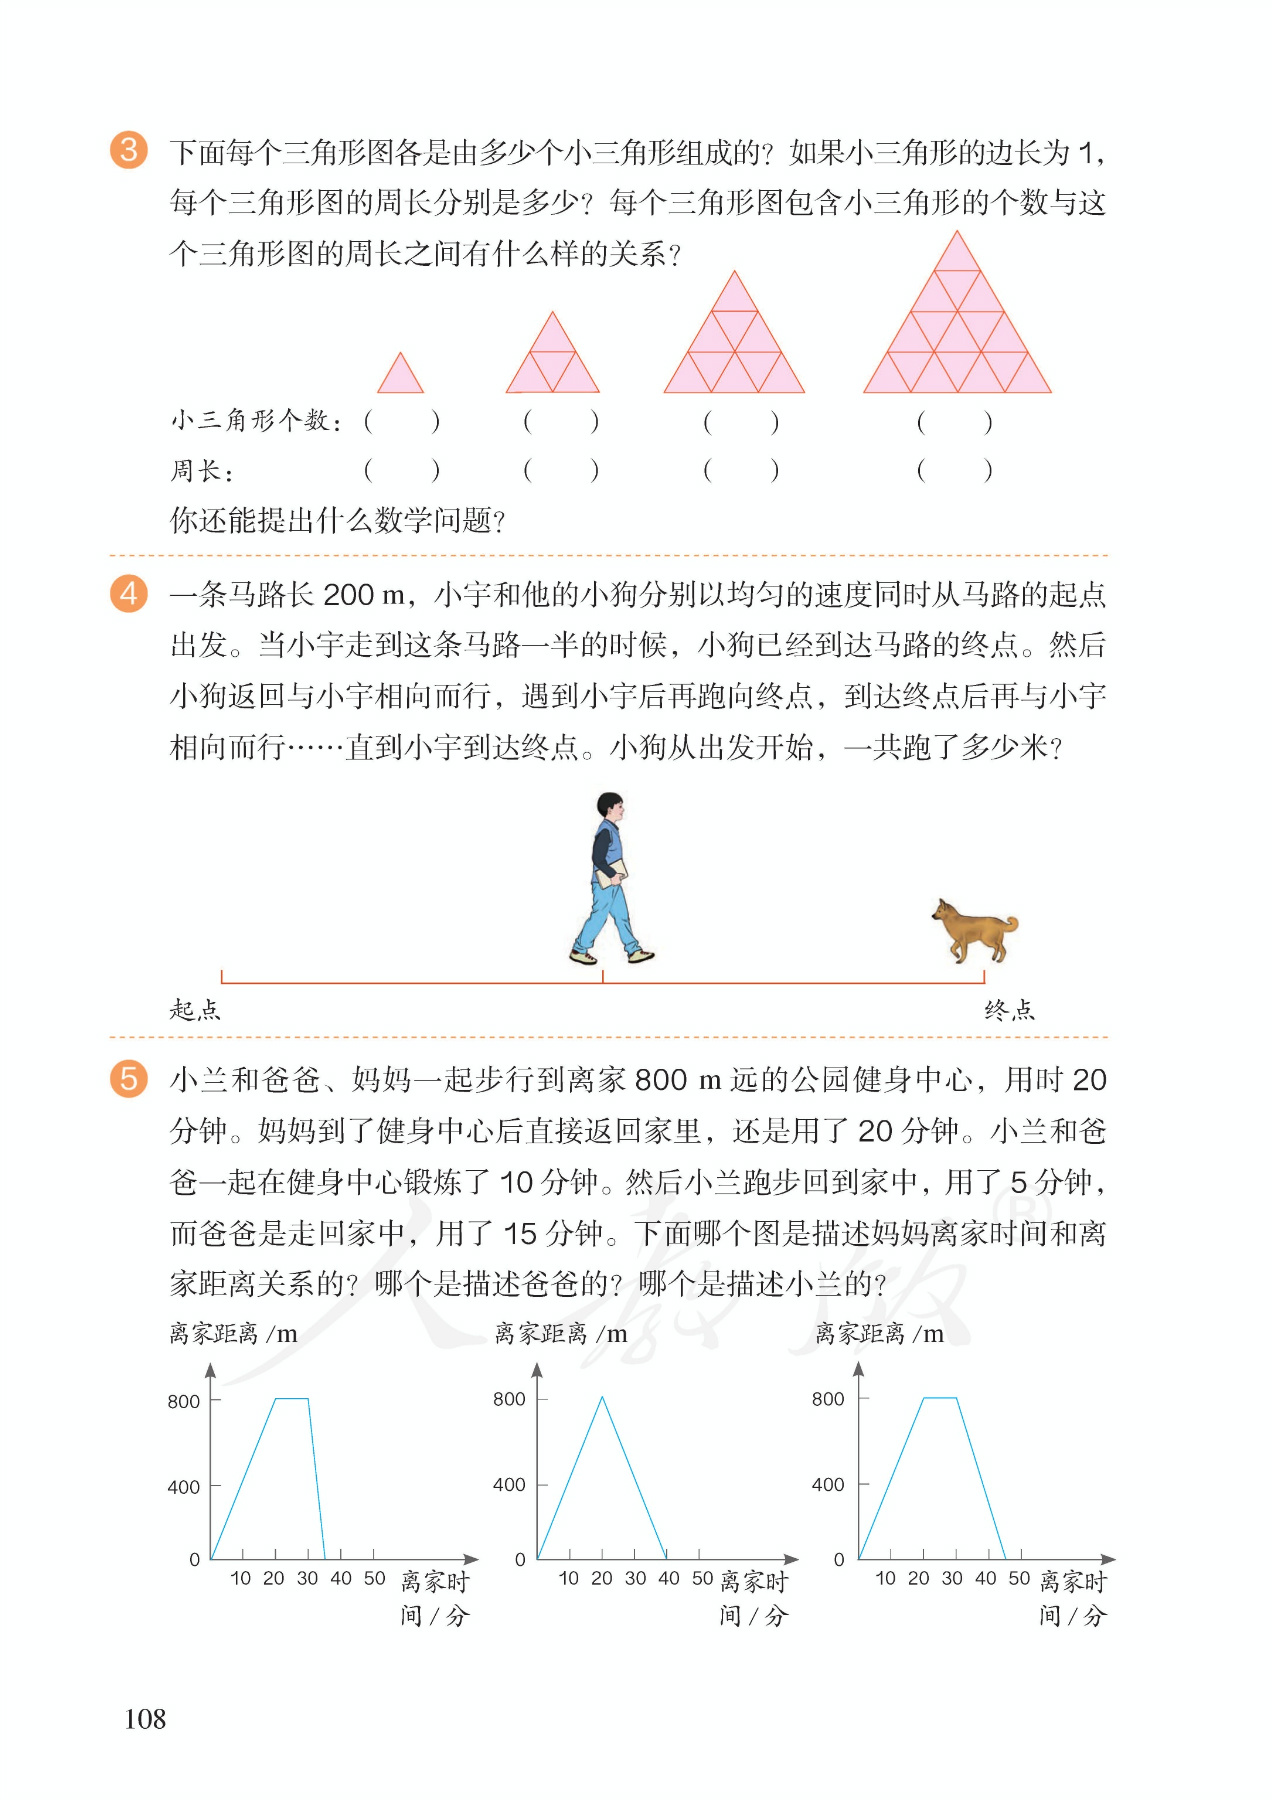 3 下面每个三角形图各是由多少个小三角形组成的？如果小三角形的边长为 1，
每个三角形图的周长分别是多少？每个三角形图包含小三角形的个数与这
个三角形图的周长之间有什么样的关系？
小三角形个数：（ ） （ ） （ ） （ ）
周长： （ ） （ ） （ ） （ ）
你还能提出什么数学问题？
4 一条马路长 200 m，小宇和他的小狗分别以均匀的速度同时从马路的起点
出发。当小宇走到这条马路一半的时候，小狗已经到达马路的终点。然后
小狗返回与小宇相向而行，遇到小宇后再跑向终点，到达终点后再与小宇
相向而行……直到小宇到达终点。小狗从出发开始，一共跑了多少米？
起点 终点
5 小兰和爸爸、妈妈一起步行到离家 800 m 远的公园健身中心，用时 20
分钟。妈妈到了健身中心后直接返回家里，还是用了 20 分钟。小兰和爸
爸一起在健身中心锻炼了 10 分钟。然后小兰跑步回到家中，用了 5 分钟，
而爸爸是走回家中，用了 15 分钟。下面哪个图是描述妈妈离家时间和离
家距离关系的？哪个是描述爸爸的？哪个是描述小兰的？
人教版®
离家距离 /m 离家距离 /m 离家距离 /m
800 800 800
400 400 400
0 0 0
10 20 30 40 50 离家时 10 20 30 40 50 离家时 10 20 30 40 50 离家时
间 / 分 间 / 分 间 / 分
108